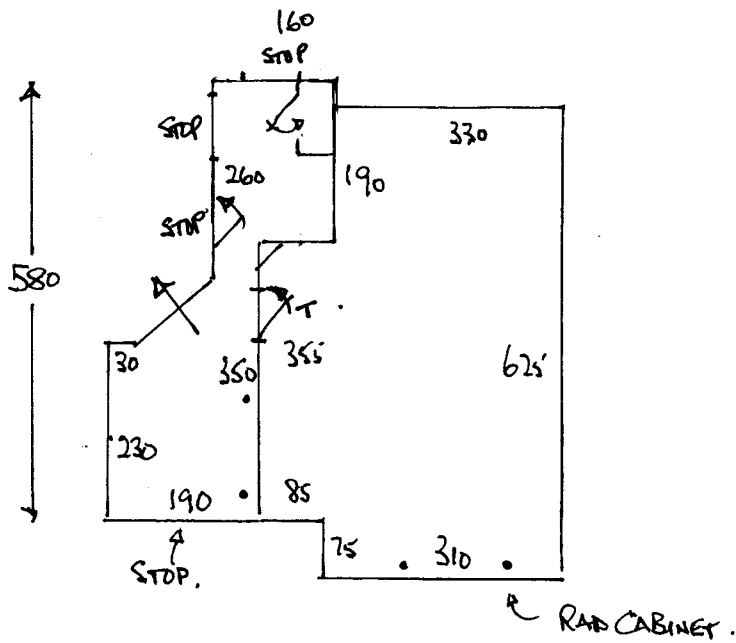 160
STOP
330
STOP
260
190
STOP
580
T.
30
350
355
625
230
190
85
75
310
STOP.
RAD CABINET.